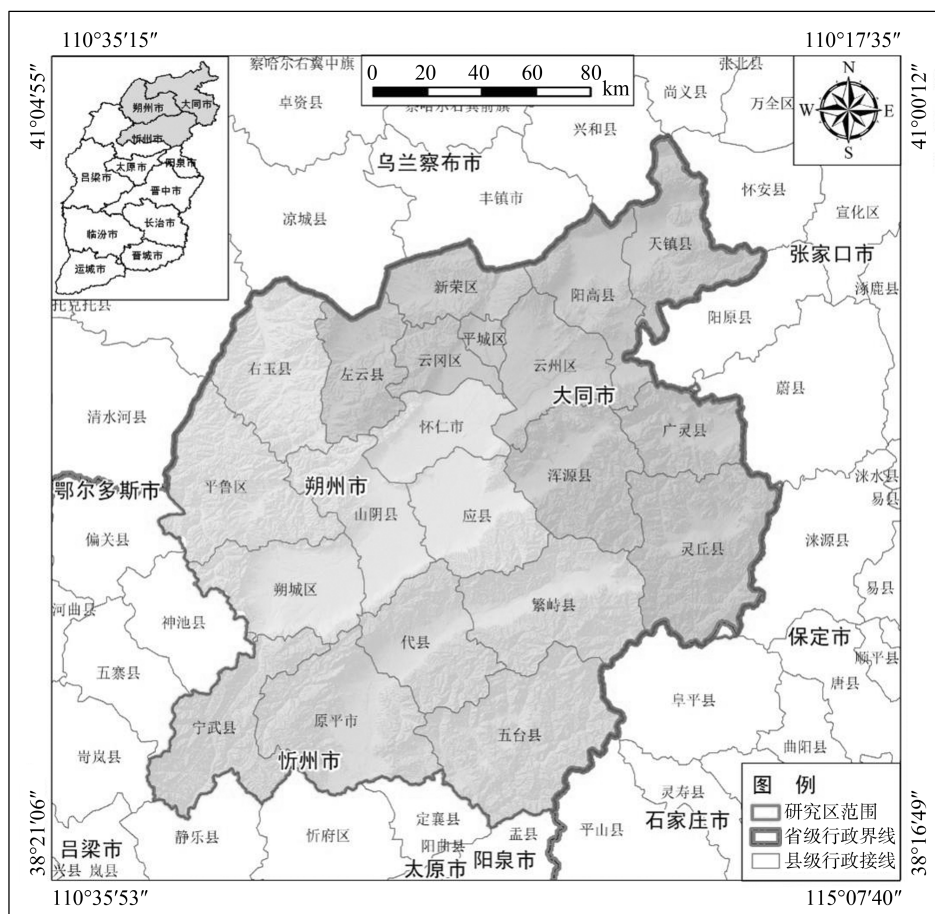 110°35′15″
110°17′35″
41°04′55″
41°00′12″
察哈尔右翼中旗
张北县
0 20 40 60 80
km
N
W E
S
卓资县
尚义县
万全区
兴和县
朔州市
大同市
忻州市
太原市
阳泉市
吕梁市
晋中市
临汾市
长治市
晋城市
运城市
乌兰察布市
丰镇市
凉城县
怀安县
宣化区
天镇县
张家口市
涿鹿县
托克托县
新荣区
阳高县
阳原县
平城区
右玉县
左云县
云冈区
云州区
大同市
蔚县
清水河县
怀仁市
广灵县
浑源县
涞水县
易县
鄂尔多斯市
平鲁区
朔州市
山阴县
应县
偏关县
灵丘县
涞源县
朔城区
繁峙县
易县
河曲县
神池县
代县
保定市
顺平县
五寨县
唐县
阜平县
宁武县
原平市
五台县
岢岚县
忻州市
曲阳县
图 例
研究区范围
省级行政界线
县级行政接线
灵寿县
石家庄市
平山县
定襄县
盂县
静乐县
忻府区
阳曲县
吕梁市
太原市
阳泉市
兴县
岚县
38°21′06″
38°16′49″
110°35′53″
115°07′40″